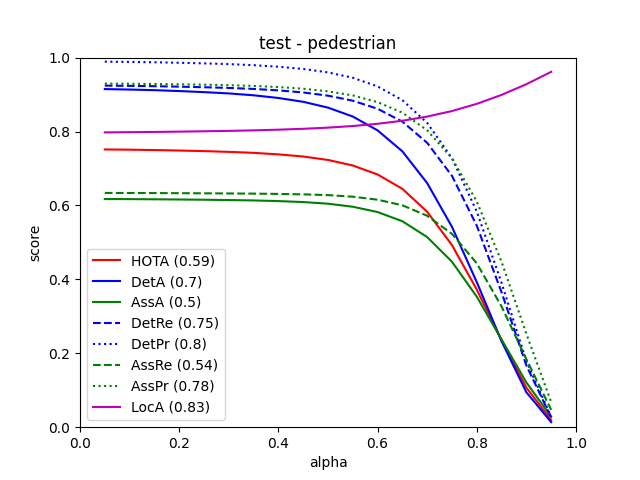 test - pedestrian
1.0
0.8
0.6
0.4
0.2
0.0
score
HOTA (0.59)
DetA (0.7)
AssA (0.5)
DetRe (0.75)
DetPr (0.8)
AssRe (0.54)
AssPr (0.78)
LocA (0.83)
0.0 0.2 0.4 0.6 0.8 1.0
alpha